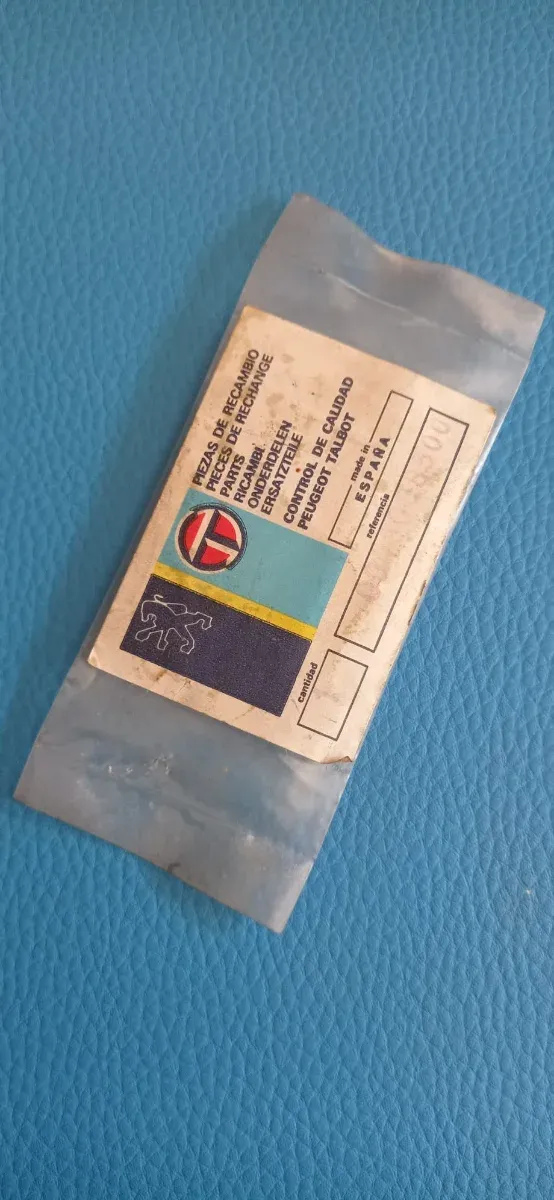 PIEZAS DE RECAMBIO
PIECES DE RECHANGE
PARTS
RICAMBI
ONDERDELEN
ERSATZTEILE
CONTROL DE CALIDAD
PEUGEOT TALBOT
made in
ESPAÑA
referencia
cantidad